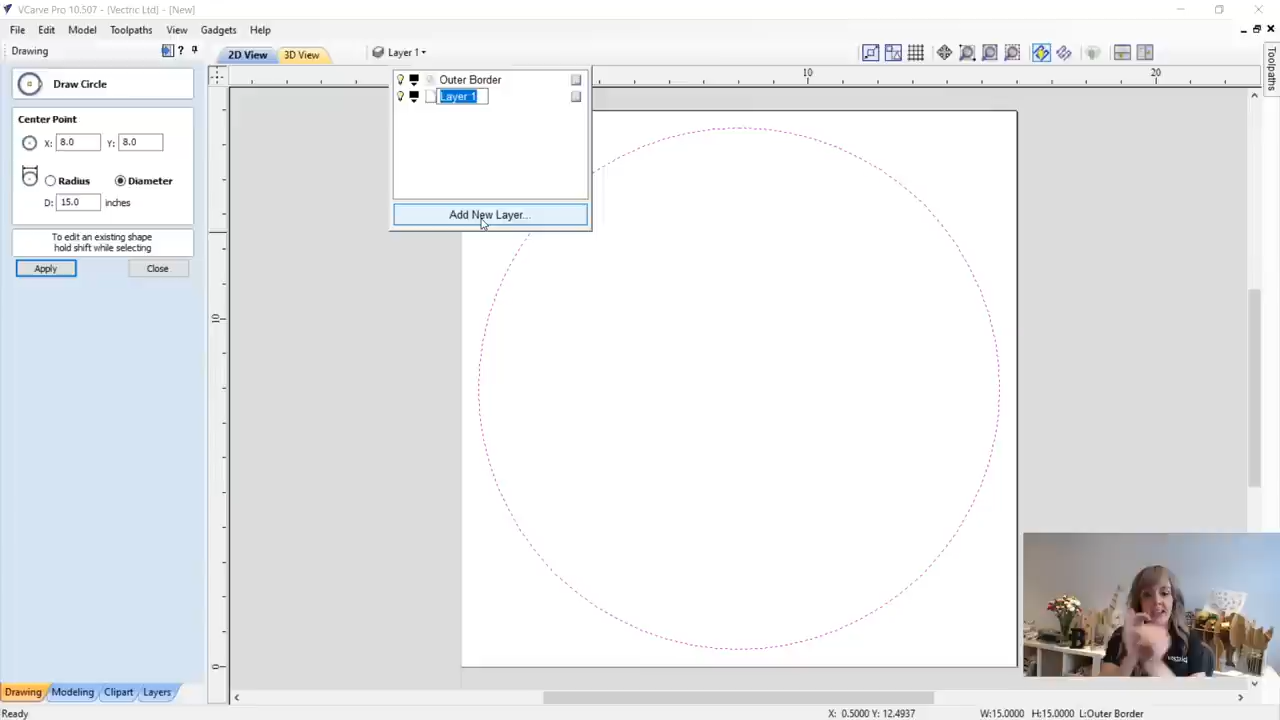 VCarve Pro 10.507 - (Vectric Ltd) - [New]
File Edit Model Toolpaths View Gadgets Help
Drawing ?
2D View 3D View Layer 1
Draw Circle
Outer Border
Layer 1
Add New Layer...
Center Point
X: 8.0 Y: 8.0
Radius Diameter
D: 15.0 inches
To edit an existing shape
hold shift while selecting
Apply Close
10 20
10
0
Toolpaths
B
vectric
Drawing Modeling Clipart Layers
Ready X: 0.5000 Y: 12.4937 W:15.0000 H:15.0000 L:Outer Border